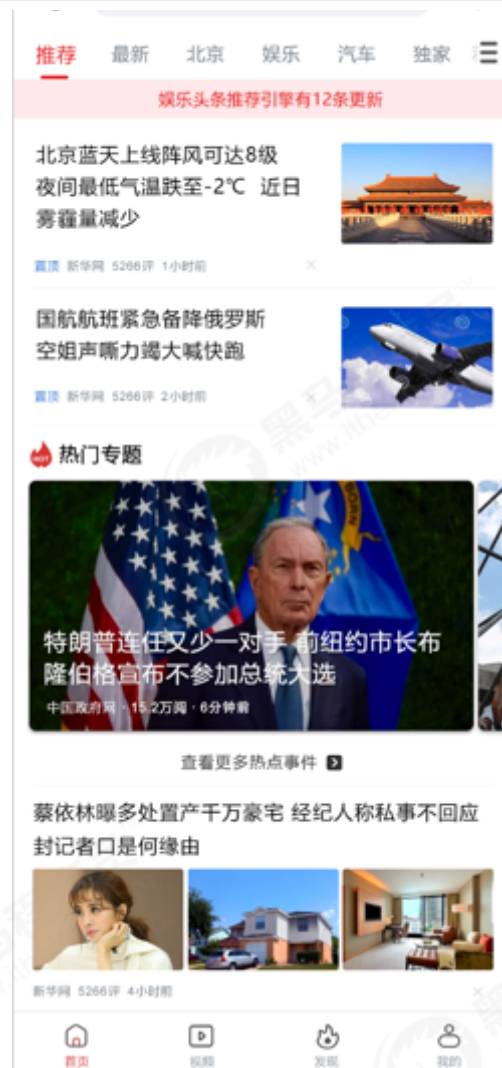 推荐 最新 北京 娱乐 汽车 独家
娱乐头条推荐引擎有12条更新
北京蓝天上线阵风可达8级
夜间最低气温跌至-2℃ 近日
雾霾量减少
置顶 新华网 5266评 1小时前
国航航班紧急备降俄罗斯
空姐声嘶力竭大喊快跑
置顶 新华网 5266评 2小时前
HOT 热门专题
特朗普连任又少一对手 前纽约市长布
隆伯格宣布不参加总统大选
中国政府网 · 15.2万阅 · 6分钟前
查看更多热点事件
蔡依林曝多处置产千万豪宅 经纪人称私事不回应
封记者口是何缘由
新华网 5266评 4小时前
首页 视频 发现 我的